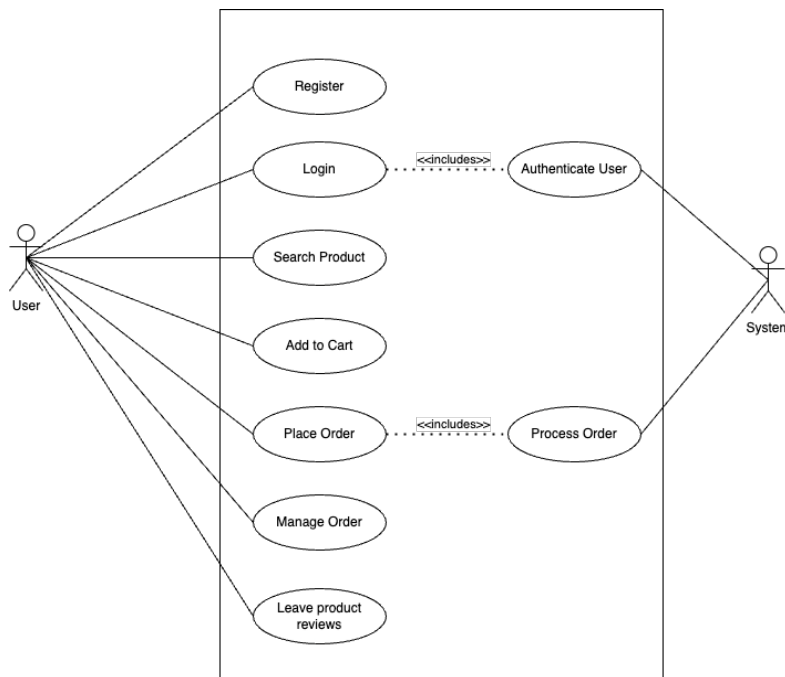 Register
Login
<<includes>>
Authenticate User
Search Product
User
System
Add to Cart
Place Order
<<includes>>
Process Order
Manage Order
Leave product
reviews